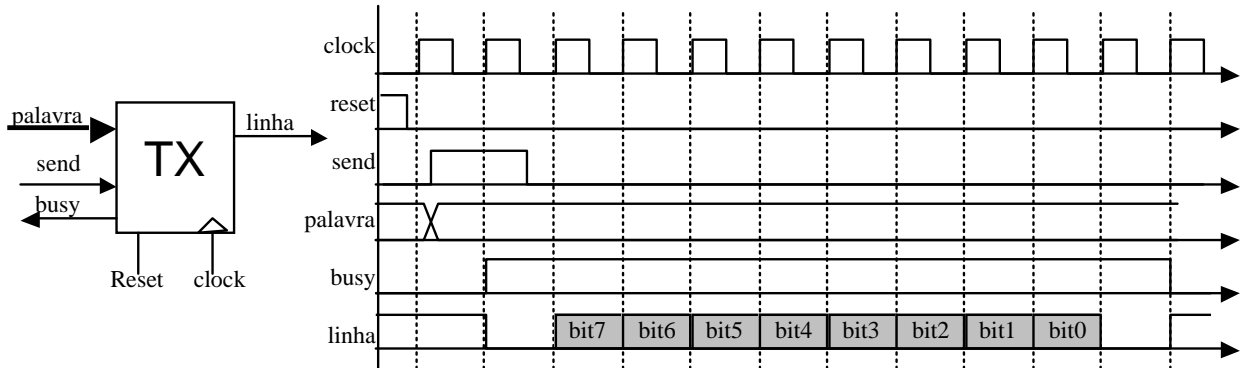 palavra
send
busy
TX
linha
Reset
clock
clock
reset
send
palavra
busy
linha
bit7 bit6 bit5 bit4 bit3 bit2 bit1 bit0